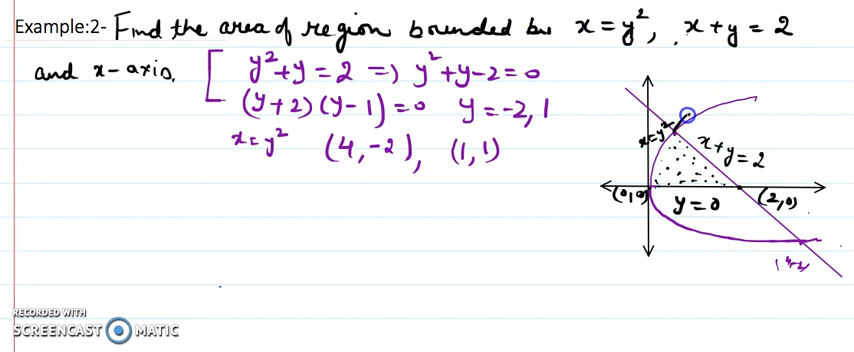 Example:2- Find the area of region bounded by x = y², x + y = 2
and x-axis.
[ y² + y = 2 => y² + y - 2 = 0
(y + 2) (y - 1) = 0 y = -2, 1
x = y² (4, -2), (1, 1)
x = y²
x + y = 2
(0, 0)
y = 0
(2, 0)
(4, -2)
RECORDED WITH
SCREENCAST MATIC